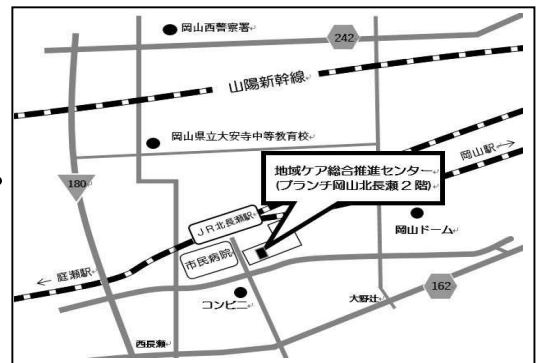 岡山西警察署
242
山陽新幹線
岡山県立大安寺中等教育校
岡山駅
地域ケア総合推進センター
(ブランチ岡山北長瀬2階)
180
岡山ドーム
JR北長瀬駅
市民病院
← 庭瀬駅
コンビニ
大野辻
162
西長瀬